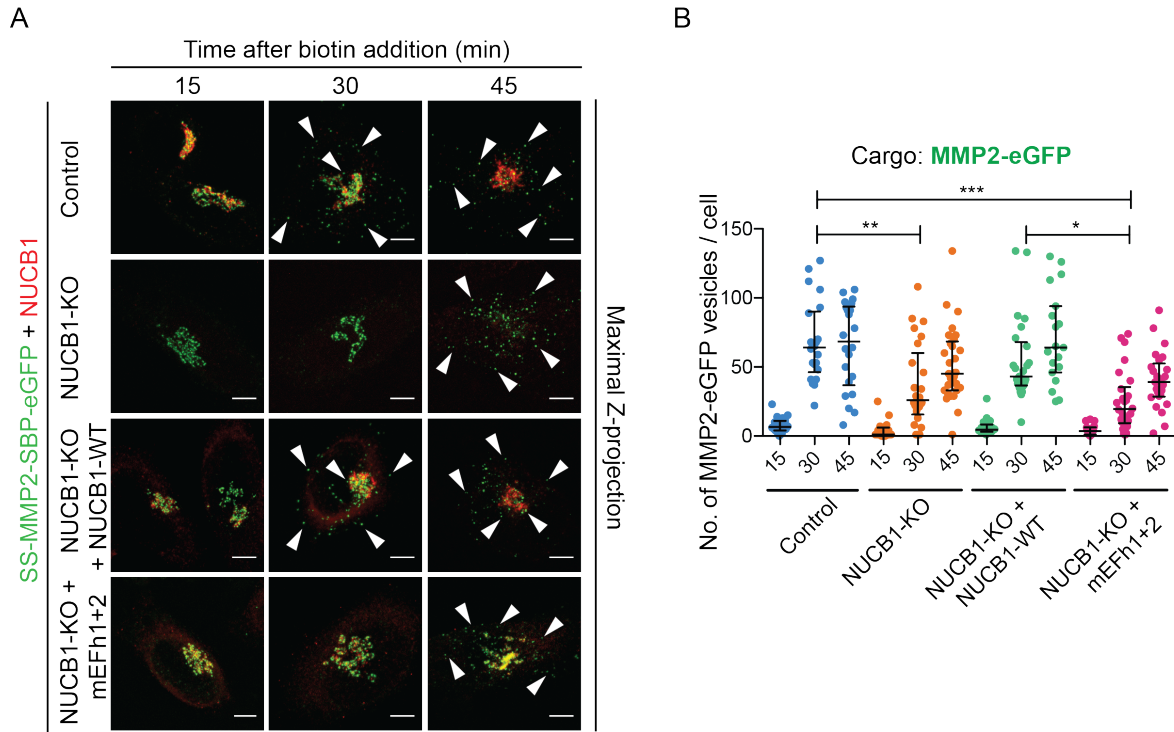 A
Time after biotin addition (min)
15 30 45
SS-MMP2-SBP-eGFP + NUCB1
Control
NUCB1-KO
NUCB1-KO
+ NUCB1-WT
NUCB1-KO +
mEFh1+2
Maximal Z-projection
B
Cargo: MMP2-eGFP
***
** *
No. of MMP2-eGFP vesicles / cell
150
100
50
0
15 30 45 15 30 45 15 30 45 15 30 45
Control
NUCB1-KO
NUCB1-KO +
NUCB1-WT
NUCB1-KO +
mEFh1+2